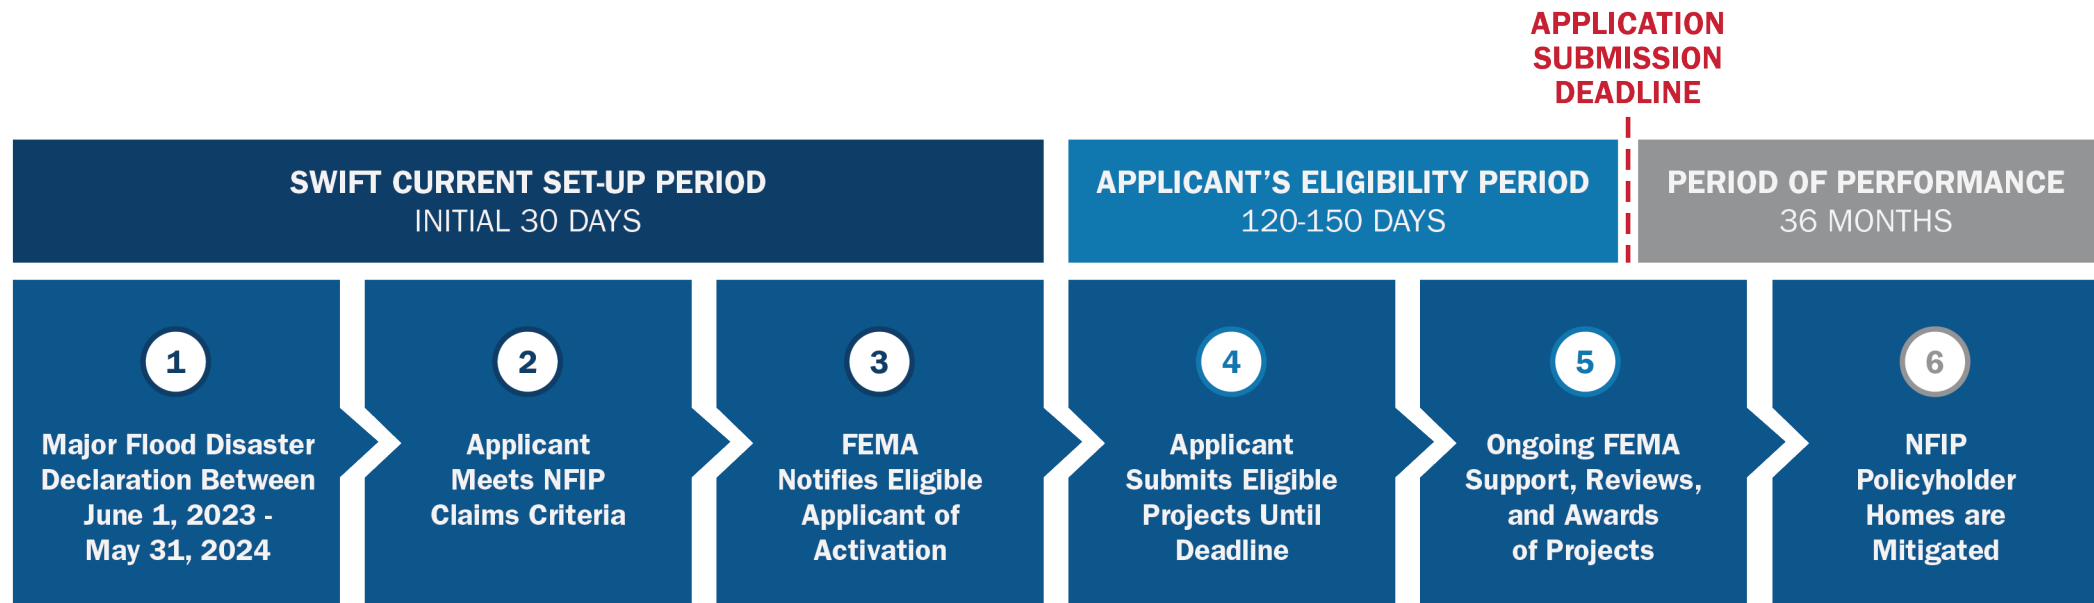 APPLICATION
SUBMISSION
DEADLINE
SWIFT CURRENT SET-UP PERIOD
INITIAL 30 DAYS
APPLICANT’S ELIGIBILITY PERIOD
120-150 DAYS
PERIOD OF PERFORMANCE
36 MONTHS
1
Major Flood Disaster
Declaration Between
June 1, 2023 -
May 31, 2024
2
Applicant
Meets NFIP
Claims Criteria
3
FEMA
Notifies Eligible
Applicant of
Activation
4
Applicant
Submits Eligible
Projects Until
Deadline
5
Ongoing FEMA
Support, Reviews,
and Awards
of Projects
6
NFIP
Policyholder
Homes are
Mitigated